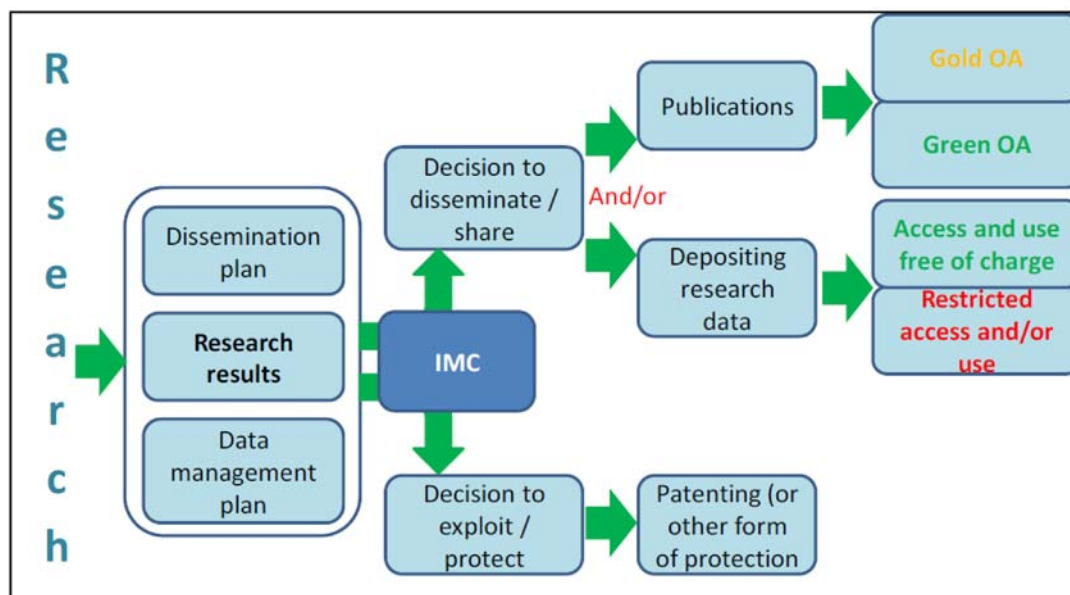 Research
Dissemination
plan
Research
results
Data
management
plan
IMC
Decision to
disseminate /
share
And/or
Decision to
exploit /
protect
Publications
Depositing
research
data
Patenting (or
other form
of protection
Gold OA
Green OA
Access and use
free of charge
Restricted
access and/or
use